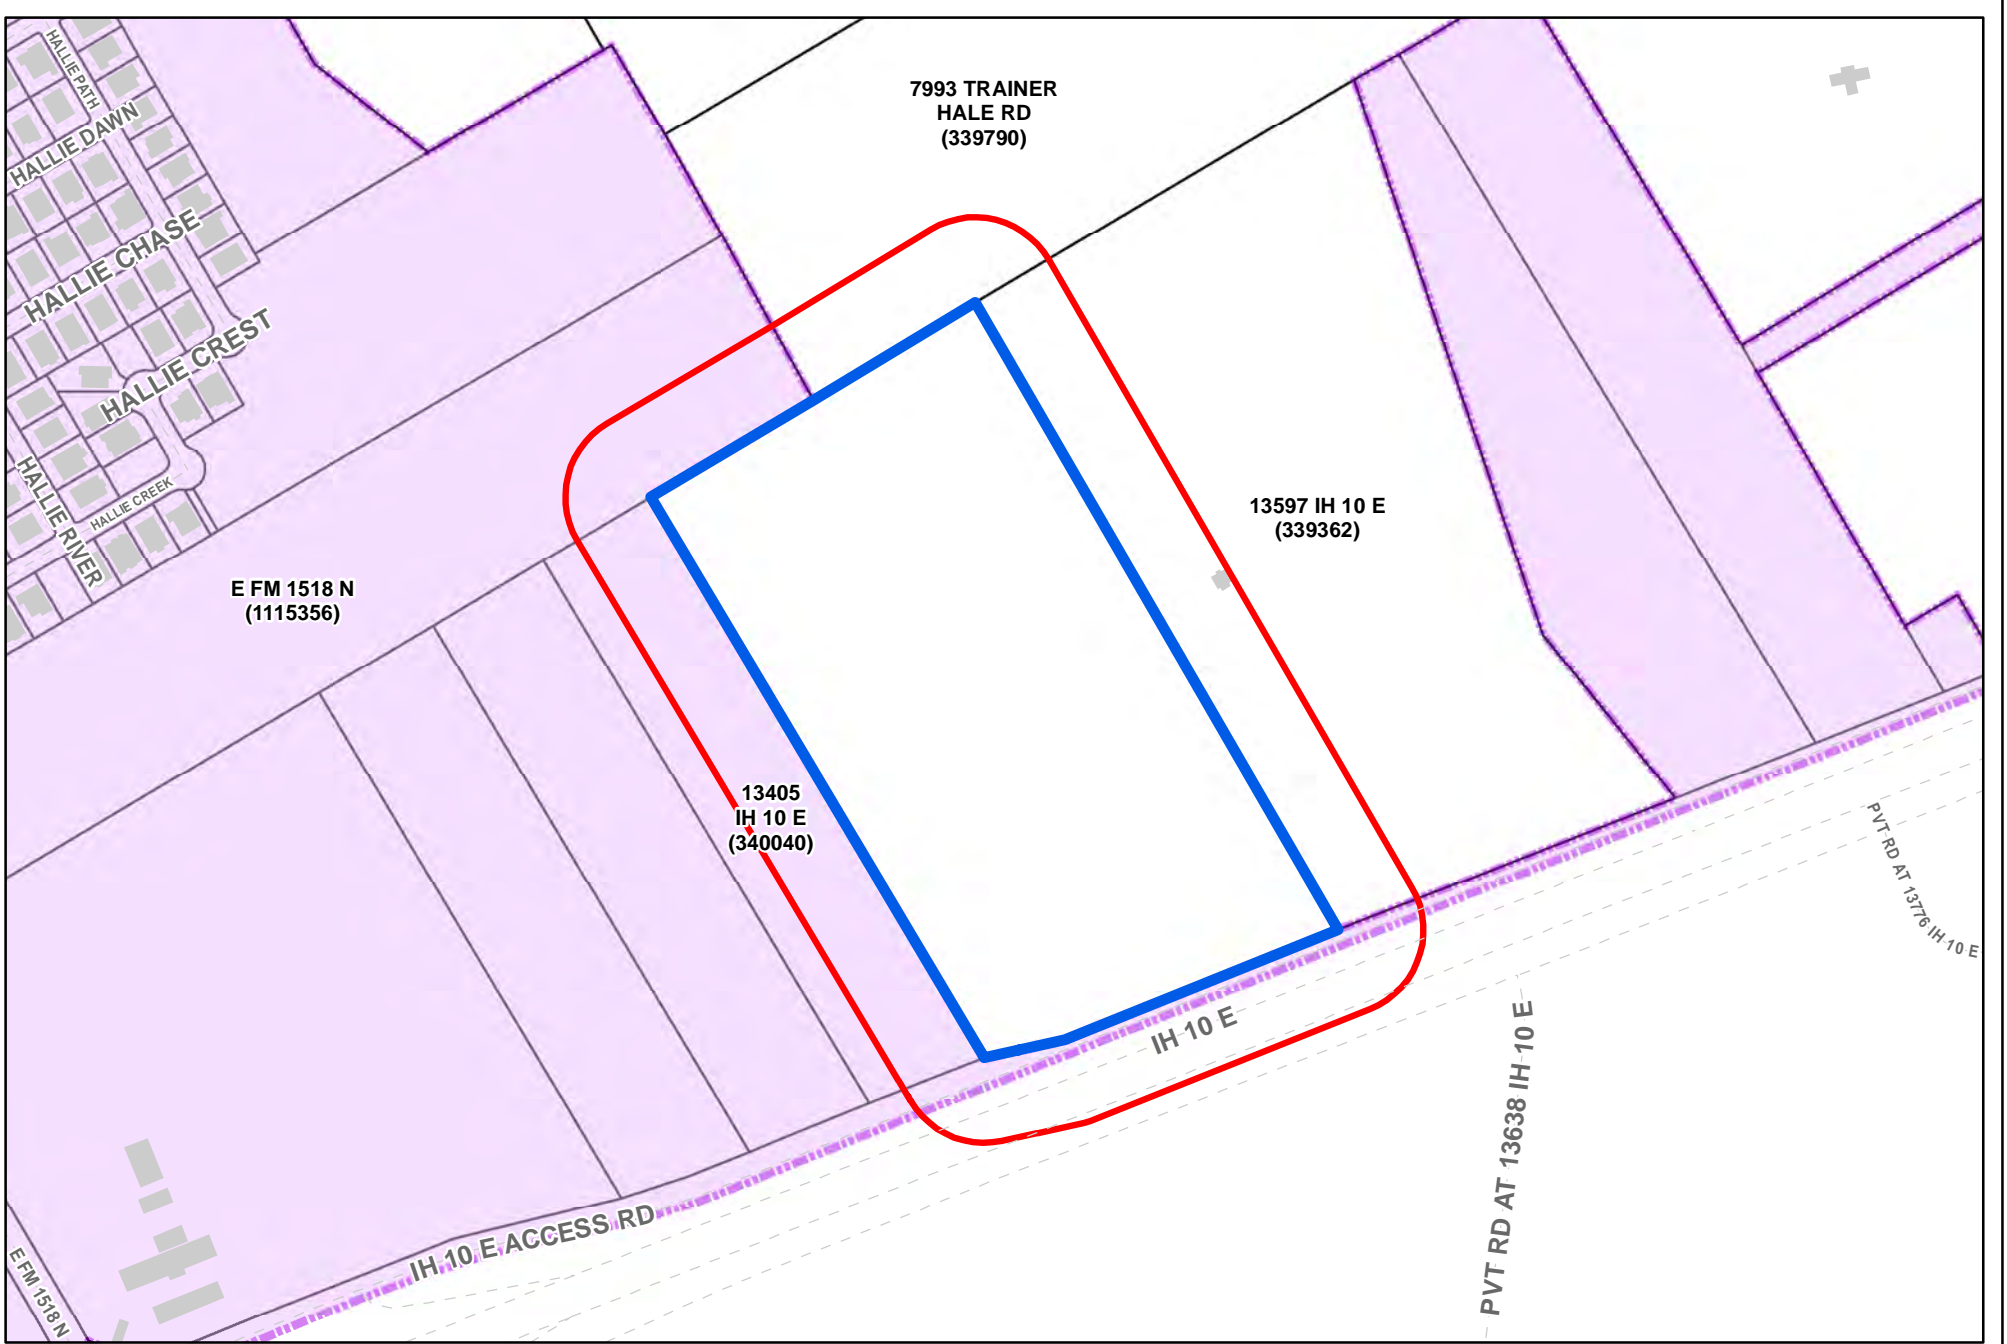 HALLIE PATH
HALLIE DAWN
7993 TRAINER
HALE RD
(339790)
HALLIE CHASE
HALLIE CREST
HALLIE RIVER
HALLIE CREEK
E FM 1518 N
(1115356)
13597 IH 10 E
(339362)
13405
IH 10 E
(340040)
PVT RD AT 13776 IH 10 E
IH 10 E
PVT RD AT 13638 IH 10 E
IH 10 E ACCESS RD
E FM 1518 N